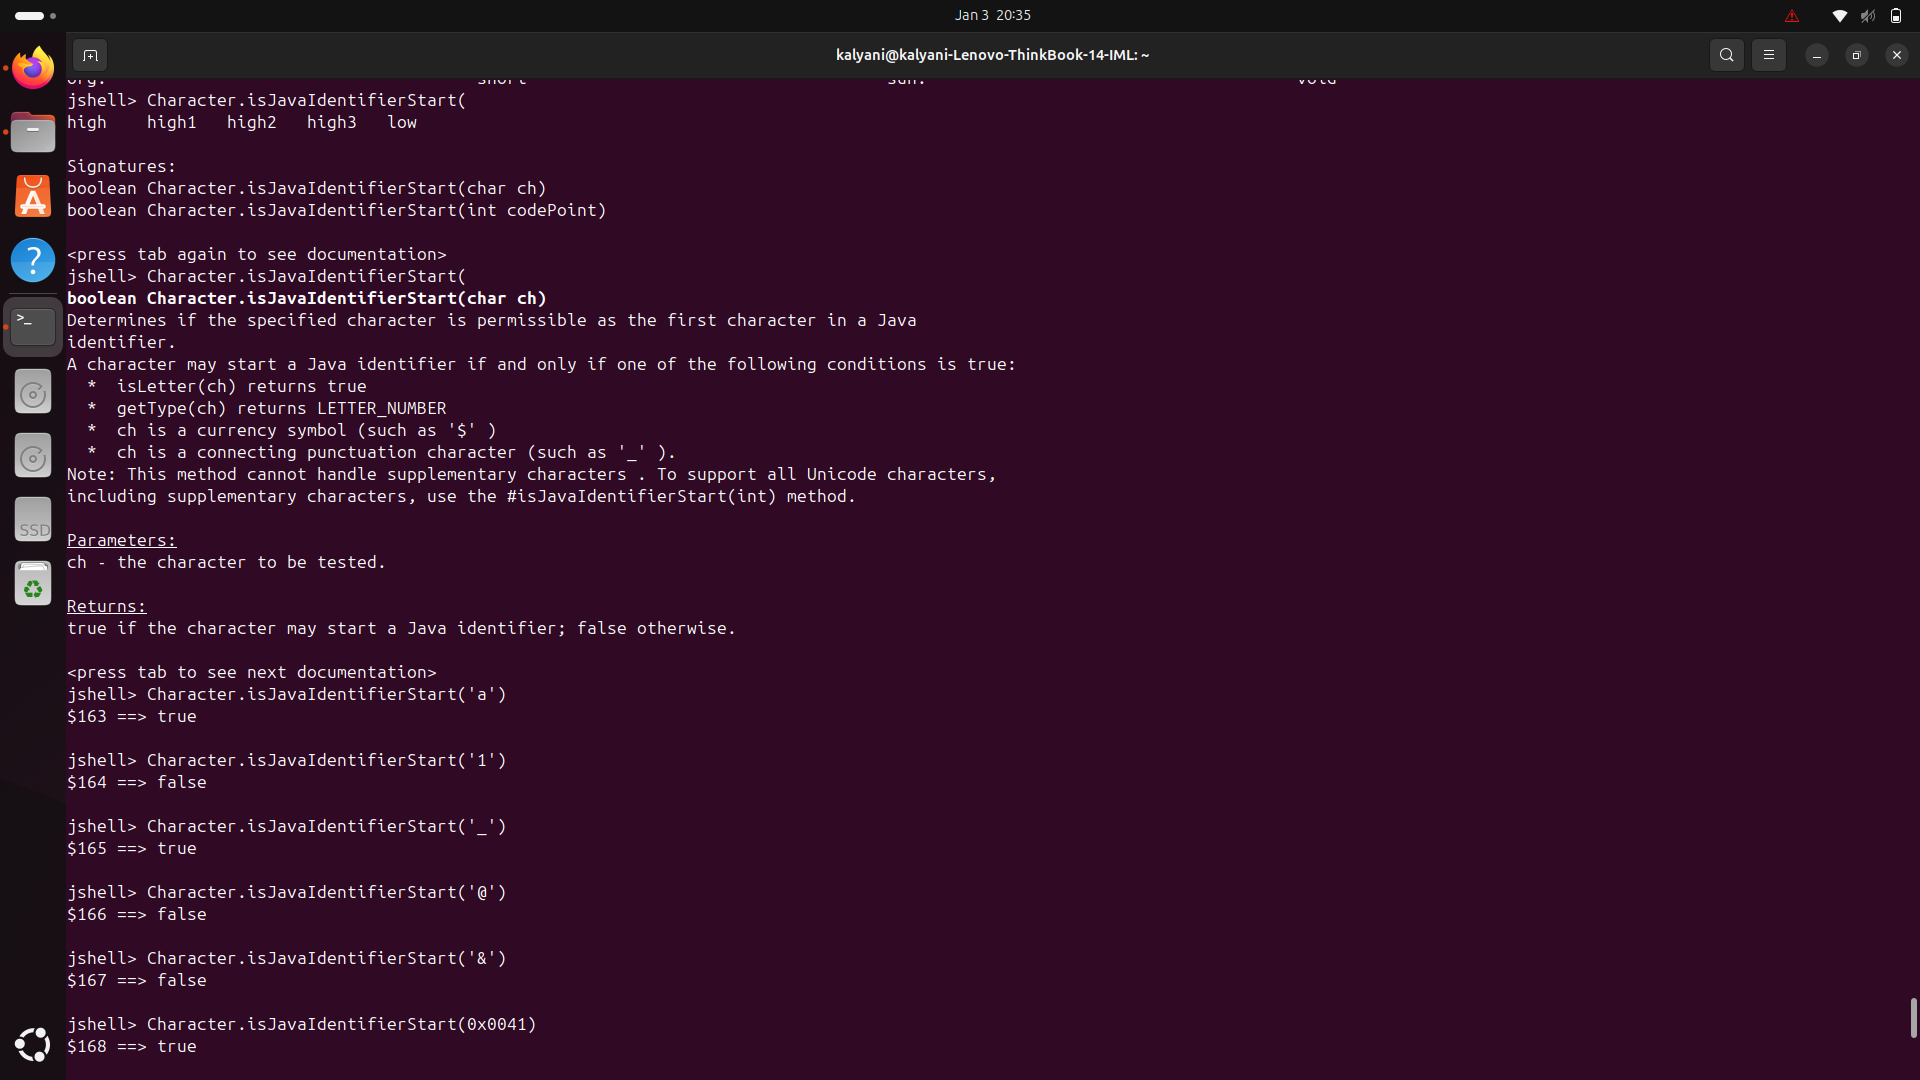 Jan 3 20:35
kalyani@kalyani-Lenovo-ThinkBook-14-IML: ~
org. short sun. void
jshell> Character.isJavaIdentifierStart(
high high1 high2 high3 low
Signatures:
boolean Character.isJavaIdentifierStart(char ch)
boolean Character.isJavaIdentifierStart(int codePoint)
<press tab again to see documentation>
jshell> Character.isJavaIdentifierStart(
boolean Character.isJavaIdentifierStart(char ch)
Determines if the specified character is permissible as the first character in a Java
identifier.
A character may start a Java identifier if and only if one of the following conditions is true:
* isLetter(ch) returns true
* getType(ch) returns LETTER_NUMBER
* ch is a currency symbol (such as '$' )
* ch is a connecting punctuation character (such as '_' ).
Note: This method cannot handle supplementary characters . To support all Unicode characters,
including supplementary characters, use the #isJavaIdentifierStart(int) method.
Parameters:
ch - the character to be tested.
Returns:
true if the character may start a Java identifier; false otherwise.
<press tab to see next documentation>
jshell> Character.isJavaIdentifierStart('a')
$163 ==> true
jshell> Character.isJavaIdentifierStart('1')
$164 ==> false
jshell> Character.isJavaIdentifierStart('_')
$165 ==> true
jshell> Character.isJavaIdentifierStart('@')
$166 ==> false
jshell> Character.isJavaIdentifierStart('&')
$167 ==> false
jshell> Character.isJavaIdentifierStart(0x0041)
$168 ==> true
SSD